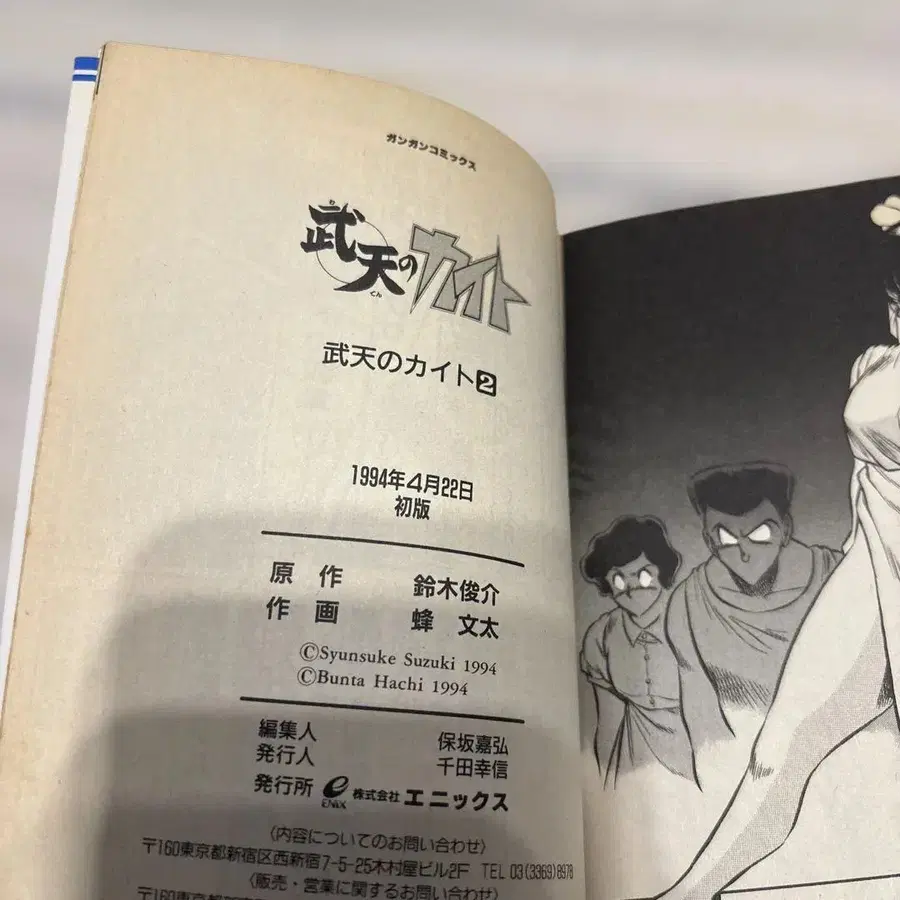 ガンガンコミックス
武天のカイト
武天のカイト2
1994年4月22日
初版
原作 鈴木俊介
作画 蜂 文太
©Syunsuke Suzuki 1994
©Bunta Hachi 1994
編集人 保坂嘉弘
発行人 千田幸信
発行所 ENIX 株式会社 エニックス
〈内容についてのお問い合わせ〉
〒160東京都新宿区西新宿7-5-25木村屋ビル2F TEL 03(3369)8978
〈販売・営業に関するお問い合わせ〉